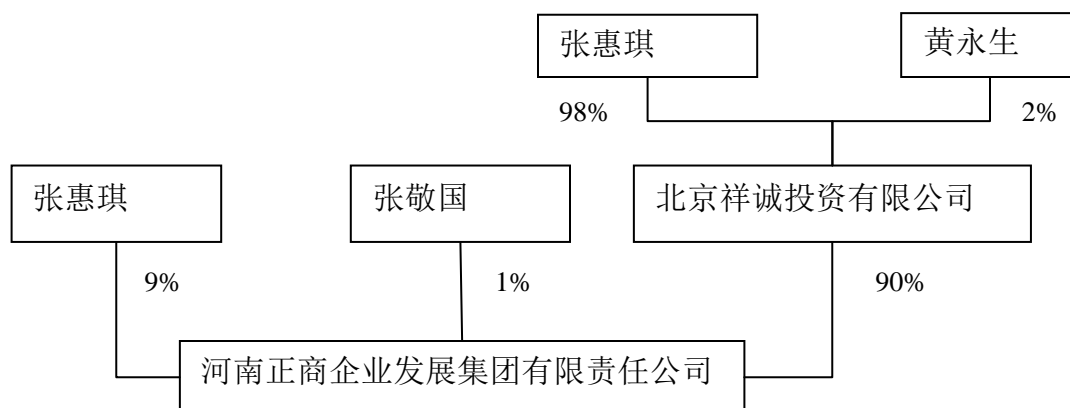 张惠琪
黄永生
98%
2%
张惠琪
张敬国
北京祥诚投资有限公司
9%
1%
90%
河南正商企业发展集团有限责任公司